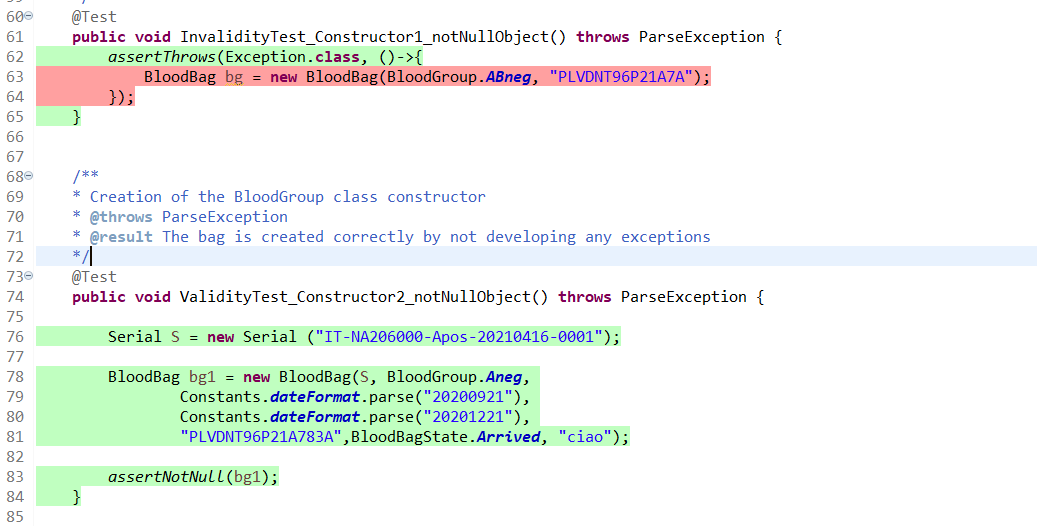 60 @Test
61 public void InvalidityTest_Constructor1_notNullObject() throws ParseException {
62 assertThrows(Exception.class, ()->{
63 BloodBag bg = new BloodBag(BloodGroup.ABneg, "PLVDNT96P21A7A");
64 });
65 }
66
67
68 /**
69 * Creation of the BloodGroup class constructor
70 * @throws ParseException
71 * @result The bag is created correctly by not developing any exceptions
72 */
73 @Test
74 public void ValidityTest_Constructor2_notNullObject() throws ParseException {
75
76 Serial S = new Serial ("IT-NA206000-Apos-20210416-0001");
77
78 BloodBag bg1 = new BloodBag(S, BloodGroup.Aneg,
79 Constants.dateFormat.parse("20200921"),
80 Constants.dateFormat.parse("20201221"),
81 "PLVDNT96P21A783A",BloodBagState.Arrived, "ciao");
82
83 assertNotNull(bg1);
84 }
85